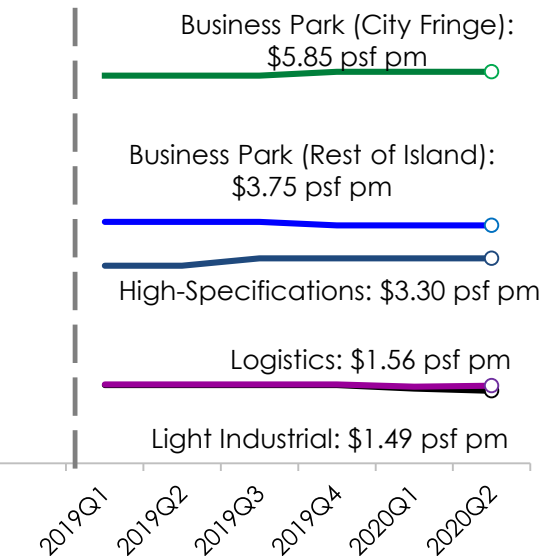 Business Park (City Fringe):
$5.85 psf pm
Business Park (Rest of Island):
$3.75 psf pm
High-Specifications: $3.30 psf pm
Logistics: $1.56 psf pm
Light Industrial: $1.49 psf pm
2019Q1
2019Q2
2019Q3
2019Q4
2020Q1
2020Q2